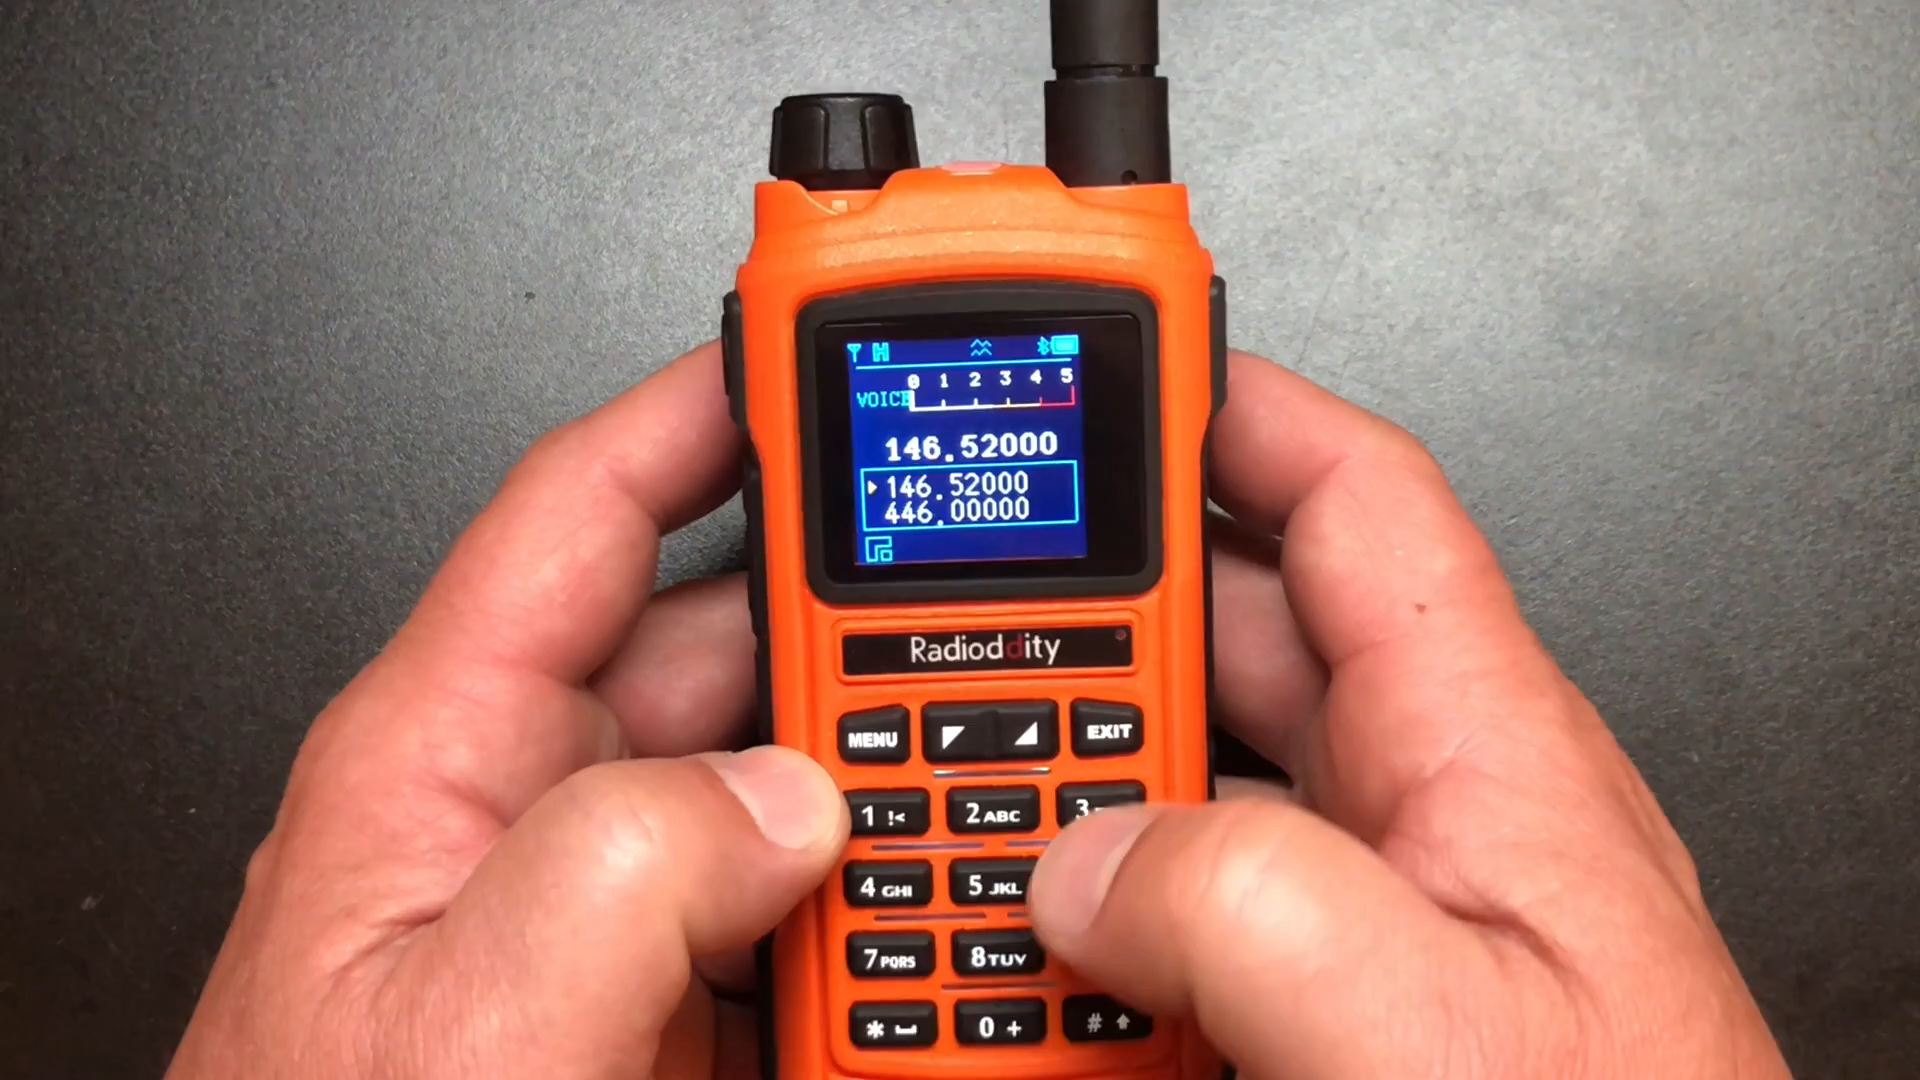 H
0 1 2 3 4 5
VOICE
146.52000
146.52000
446.00000
Radioddity
MENU EXIT
1 !< 2 ABC 3
4 GHI 5 JKL
7 PQRS 8 TUV
* 0 + #